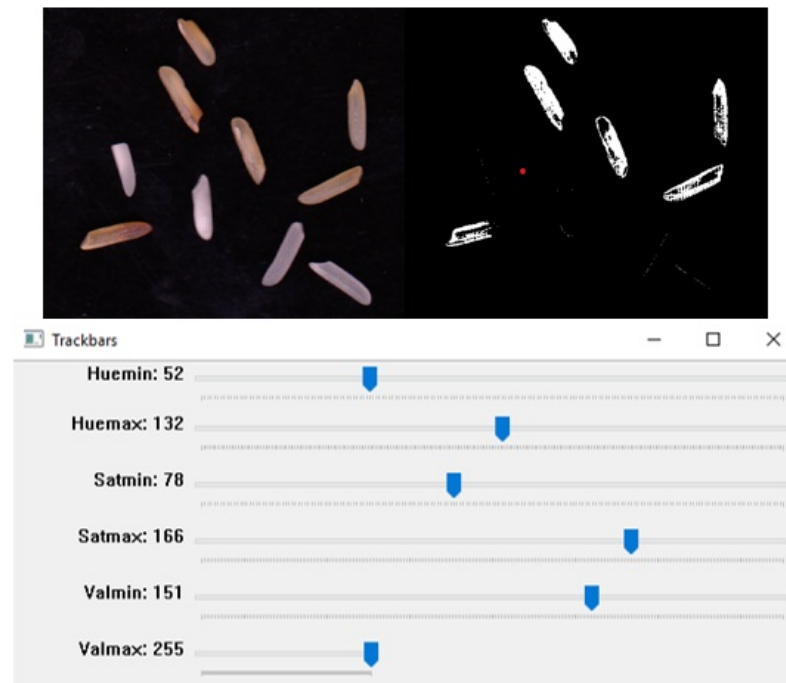 Trackbars
Huemin: 52
Huemax: 132
Satmin: 78
Satmax: 166
Valmin: 151
Valmax: 255